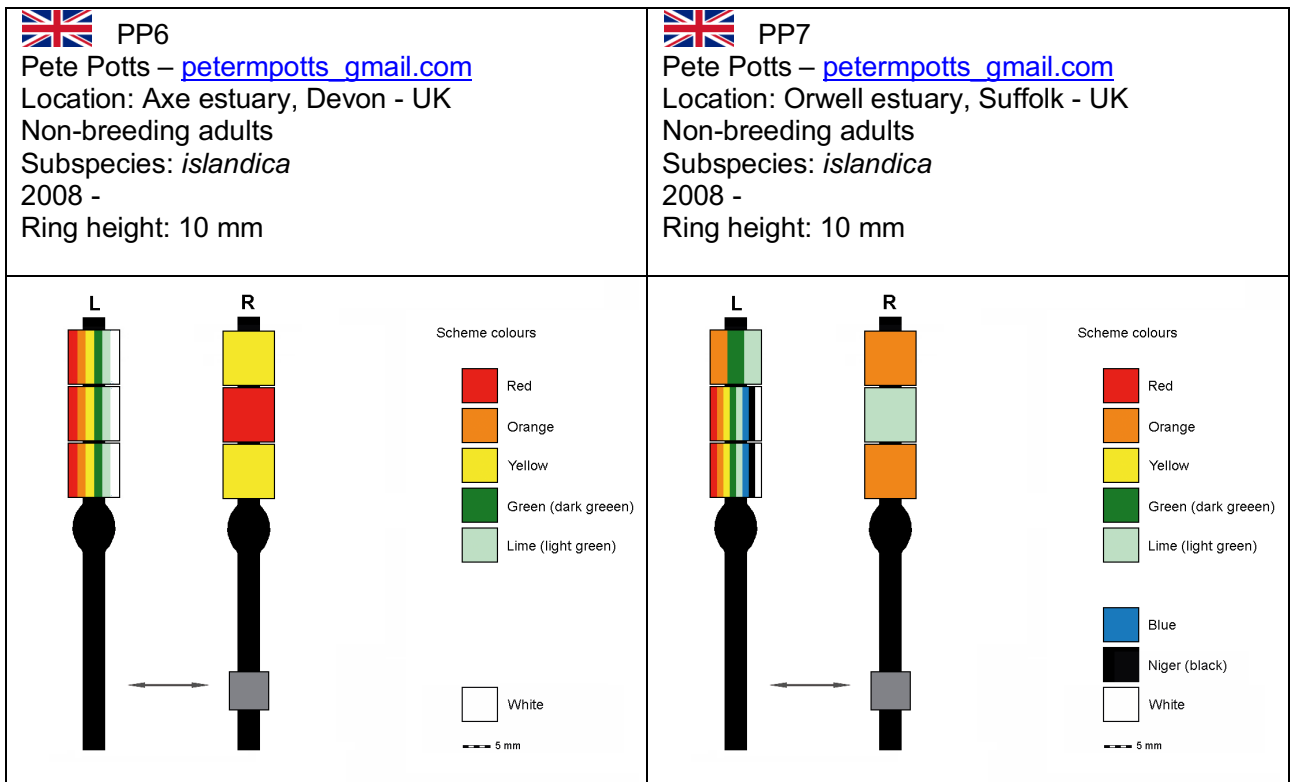 PP6
Pete Potts – petermpotts_gmail.com
Location: Axe estuary, Devon - UK
Non-breeding adults
Subspecies: islandica
2008 -
Ring height: 10 mm
PP7
Pete Potts – petermpotts_gmail.com
Location: Orwell estuary, Suffolk - UK
Non-breeding adults
Subspecies: islandica
2008 -
Ring height: 10 mm
L R
Scheme colours
Red
Orange
Yellow
Green (dark greeen)
Lime (light green)
White
5 mm
L R
Scheme colours
Red
Orange
Yellow
Green (dark greeen)
Lime (light green)
Blue
Niger (black)
White
5 mm